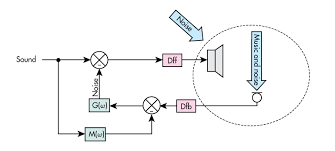 Noise
Music and noise
Sound
Dff
Noise
G(ω)
Dfb
M(ω)